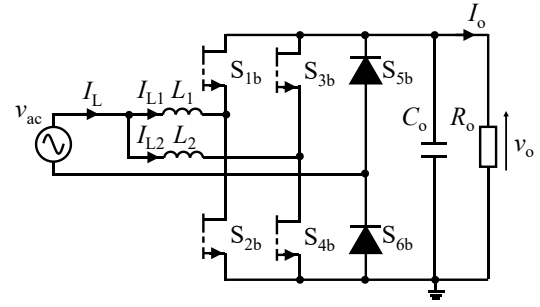 I_o
S_1b
S_3b
S_5b
I_L
I_L1 L_1
v_ac
C_o
R_o
I_L2 L_2
v_o
S_2b
S_4b
S_6b